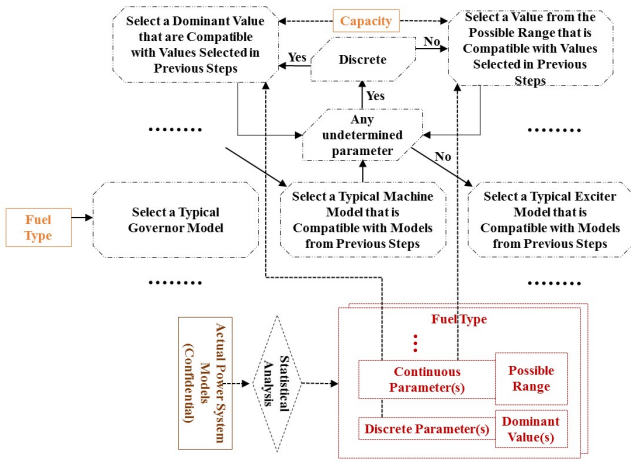 Select a Dominant Value
that are Compatible
with Values Selected in
Previous Steps
Capacity
Select a Value from the
Possible Range that is
Compatible with Values
Selected in Previous
Steps
Yes
Discrete
No
Yes
Any
undetermined
parameter
No
Fuel
Type
Select a Typical
Governor Model
Select a Typical Machine
Model that is
Compatible with Models
from Previous Steps
Select a Typical Exciter
Model that is
Compatible with Models
from Previous Steps
Actual Power System
Models
(Confidential)
Statistical
Analysis
FuelType
Continuous
Parameter(s)
Possible
Range
Discrete Parameter(s)
Dominant
Value(s)